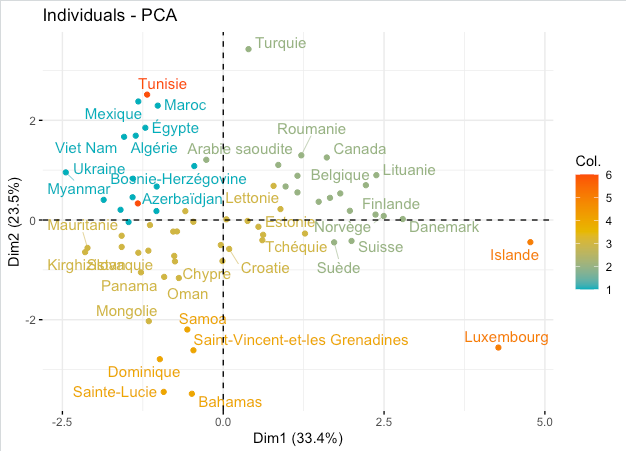 Individuals - PCA
Turquie
Tunisie
Mexique
Maroc
Égypte
Roumanie
Viet Nam
Algérie
Arabie saoudite
Canada
Ukraine
Bosnie-Herzégovine
Belgique
Lituanie
Myanmar
Azerbaïdjan
Lettonie
Finlande
Mauritanie
Estonie
Norvège
Danemark
Tchéquie
Suisse
Islande
Kirghizistan
Slovaquie
Chypre
Croatie
Suède
Panama
Oman
Mongolie
Samoa
Saint-Vincent-et-les Grenadines
Luxembourg
Dominique
Sainte-Lucie
Bahamas
Dim2 (23.5%)
2
0
-2
-2.5
0.0
2.5
5.0
Dim1 (33.4%)
Col.
6
5
4
3
2
1